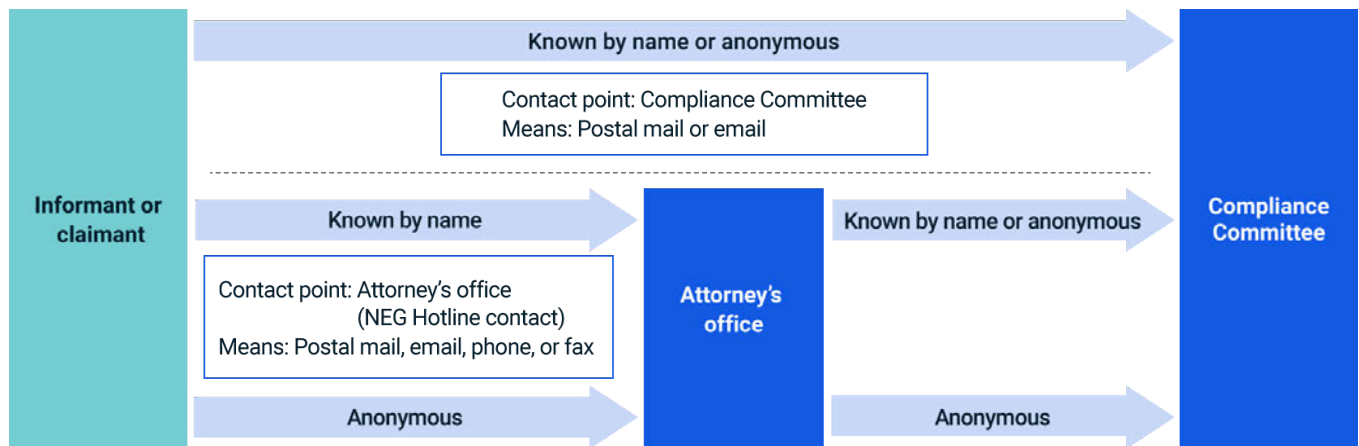 Known by name or anonymous
Contact point: Compliance Committee
Means: Postal mail or email
Informant or
claimant
Known by name
Contact point: Attorney’s office
(NEG Hotline contact)
Means: Postal mail, email, phone, or fax
Anonymous
Attorney’s
office
Known by name or anonymous
Anonymous
Compliance
Committee